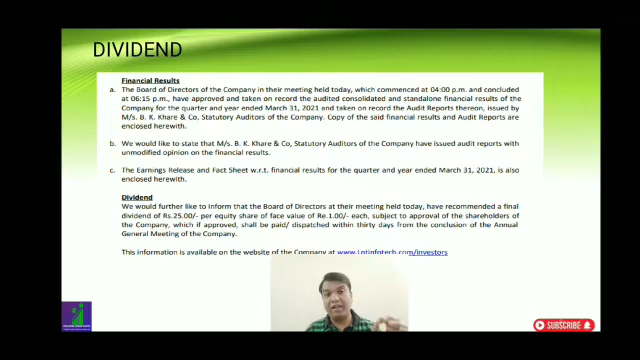 DIVIDEND
Financial Results
a. The Board of Directors of the Company in their meeting held today, which commenced at 04:00 p.m. and concluded
at 06:15 p.m., have approved and taken on record the audited consolidated and standalone financial results of the
Company for the quarter and year ended March 31, 2021 and taken on record the Audit Reports thereon, issued by
M/s. B. K. Khare & Co, Statutory Auditors of the Company. Copy of the said financial results and Audit Reports are
enclosed herewith.
b. We would like to state that M/s. B. K. Khare & Co, Statutory Auditors of the Company have issued audit reports with
unmodified opinion on the financial results.
c. The Earnings Release and Fact Sheet w.r.t. financial results for the quarter and year ended March 31, 2021, is also
enclosed herewith.
Dividend
We would further like to inform that the Board of Directors at their meeting held today, have recommended a final
dividend of Rs.25.00/- per equity share of face value of Re.1.00/- each, subject to approval of the shareholders of
the Company, which if approved, shall be paid/ dispatched within thirty days from the conclusion of the Annual
General Meeting of the Company.
This information is available on the website of the Company at www.Lntinfotech.com/investors
SUBSCRIBE